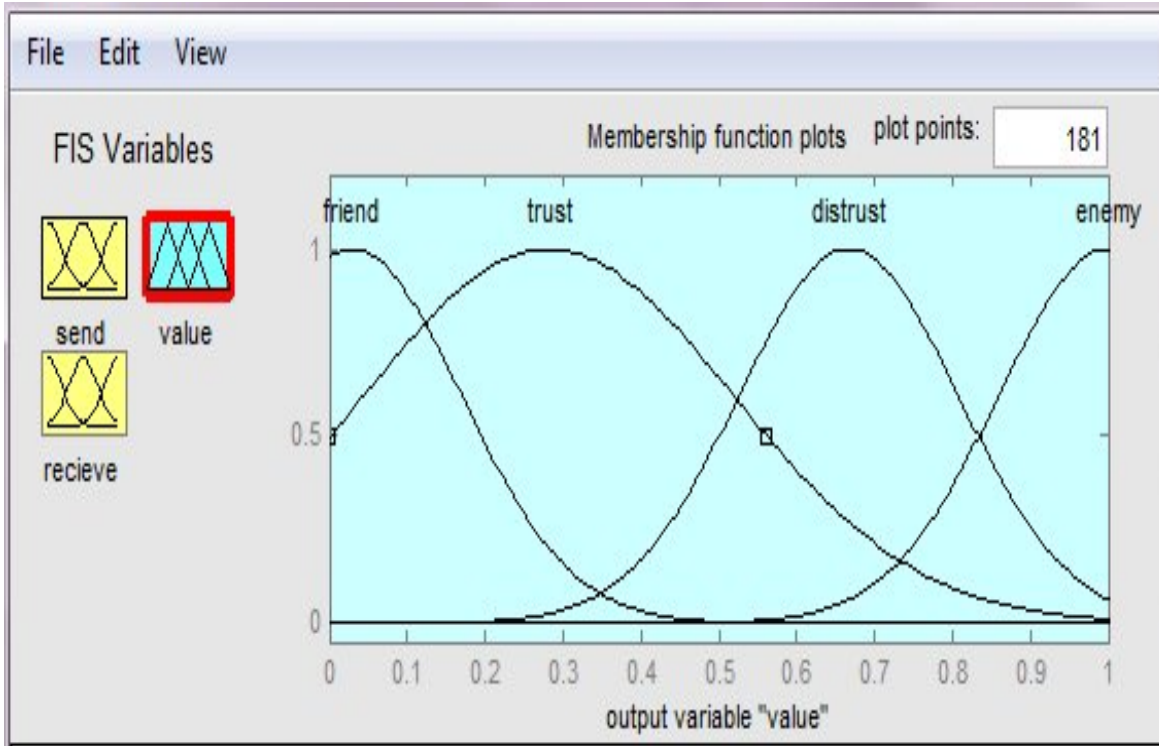 File Edit View
FIS Variables
Membership function plots
plot points:
181
friend trust distrust enemy
send
value
recieve
1
0.5
0
0 0.1 0.2 0.3 0.4 0.5 0.6 0.7 0.8 0.9 1
output variable "value"